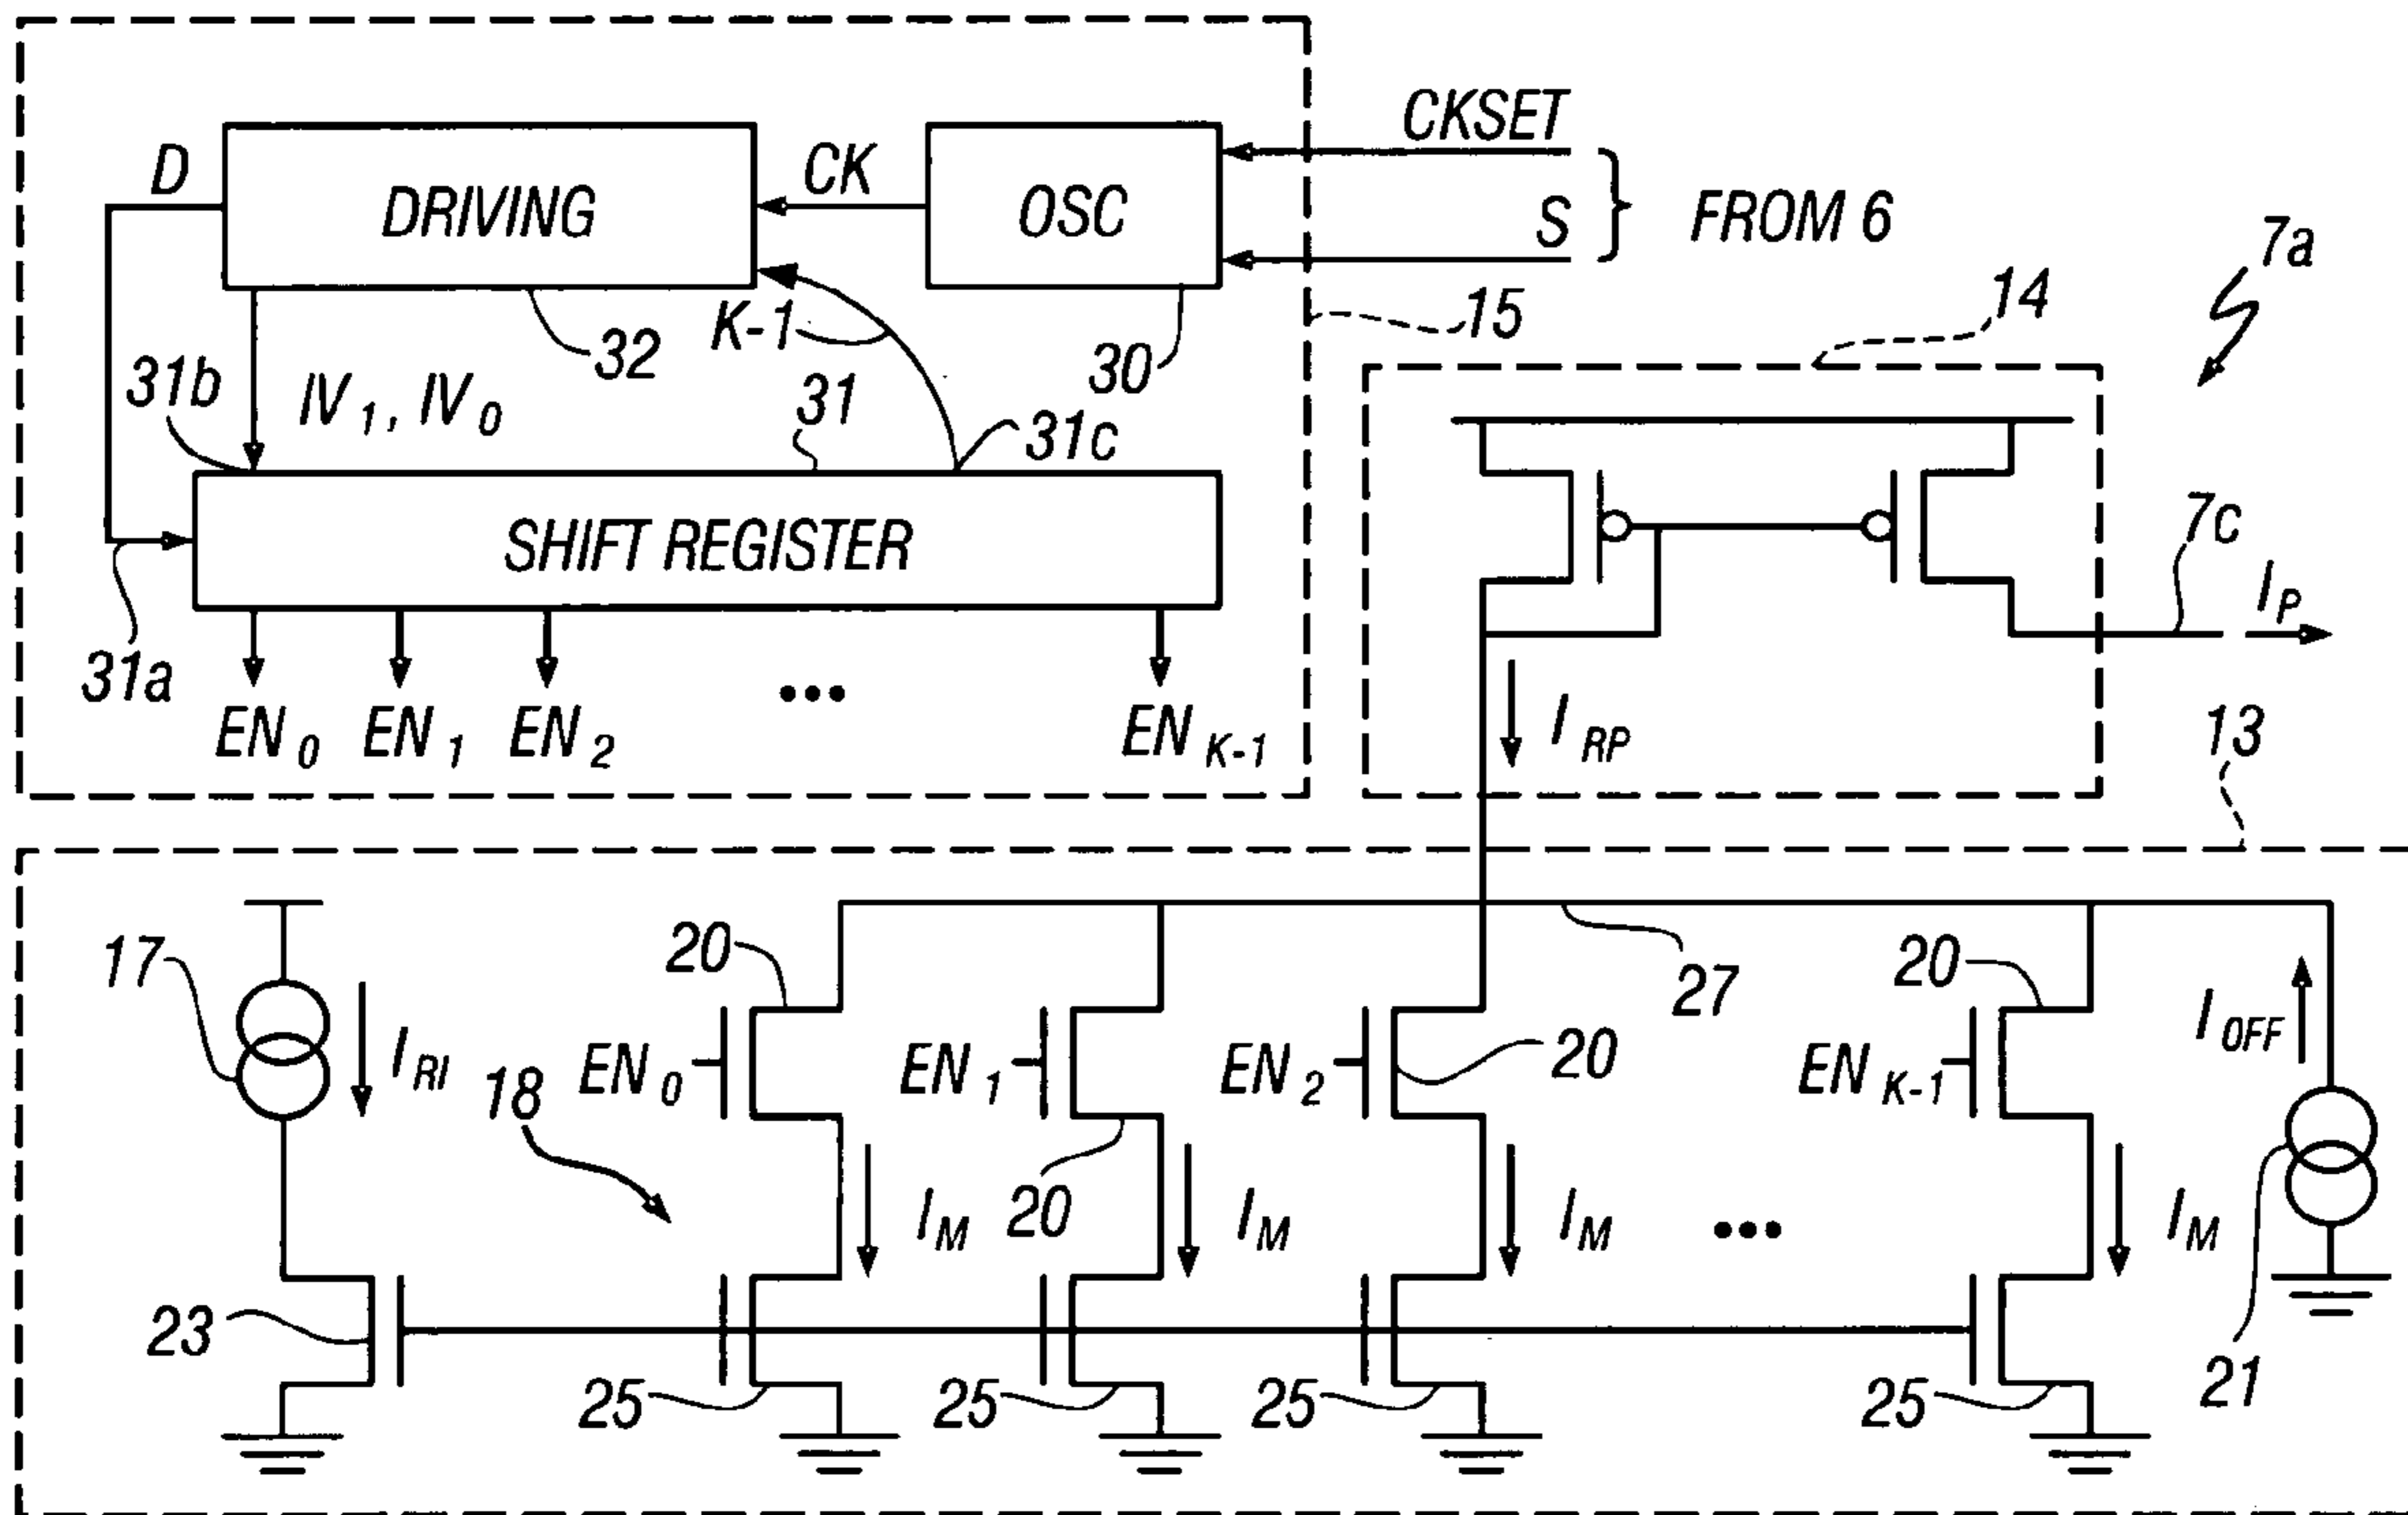 CKSET
D
DRIVING
CK
OSC
S
FROM 6
7a
14
15
K-1
32
30
31b
IV1, IV0
31
31c
7c
SHIFT REGISTER
IP
31a
EN0
EN1
EN2
•••
ENK-1
IRP
13
17
20
27
20
IRI
18
EN0
EN1
EN2
20
ENK-1
IOFF
IM
20
IM
IM
•••
IM
23
25
25
25
25
21